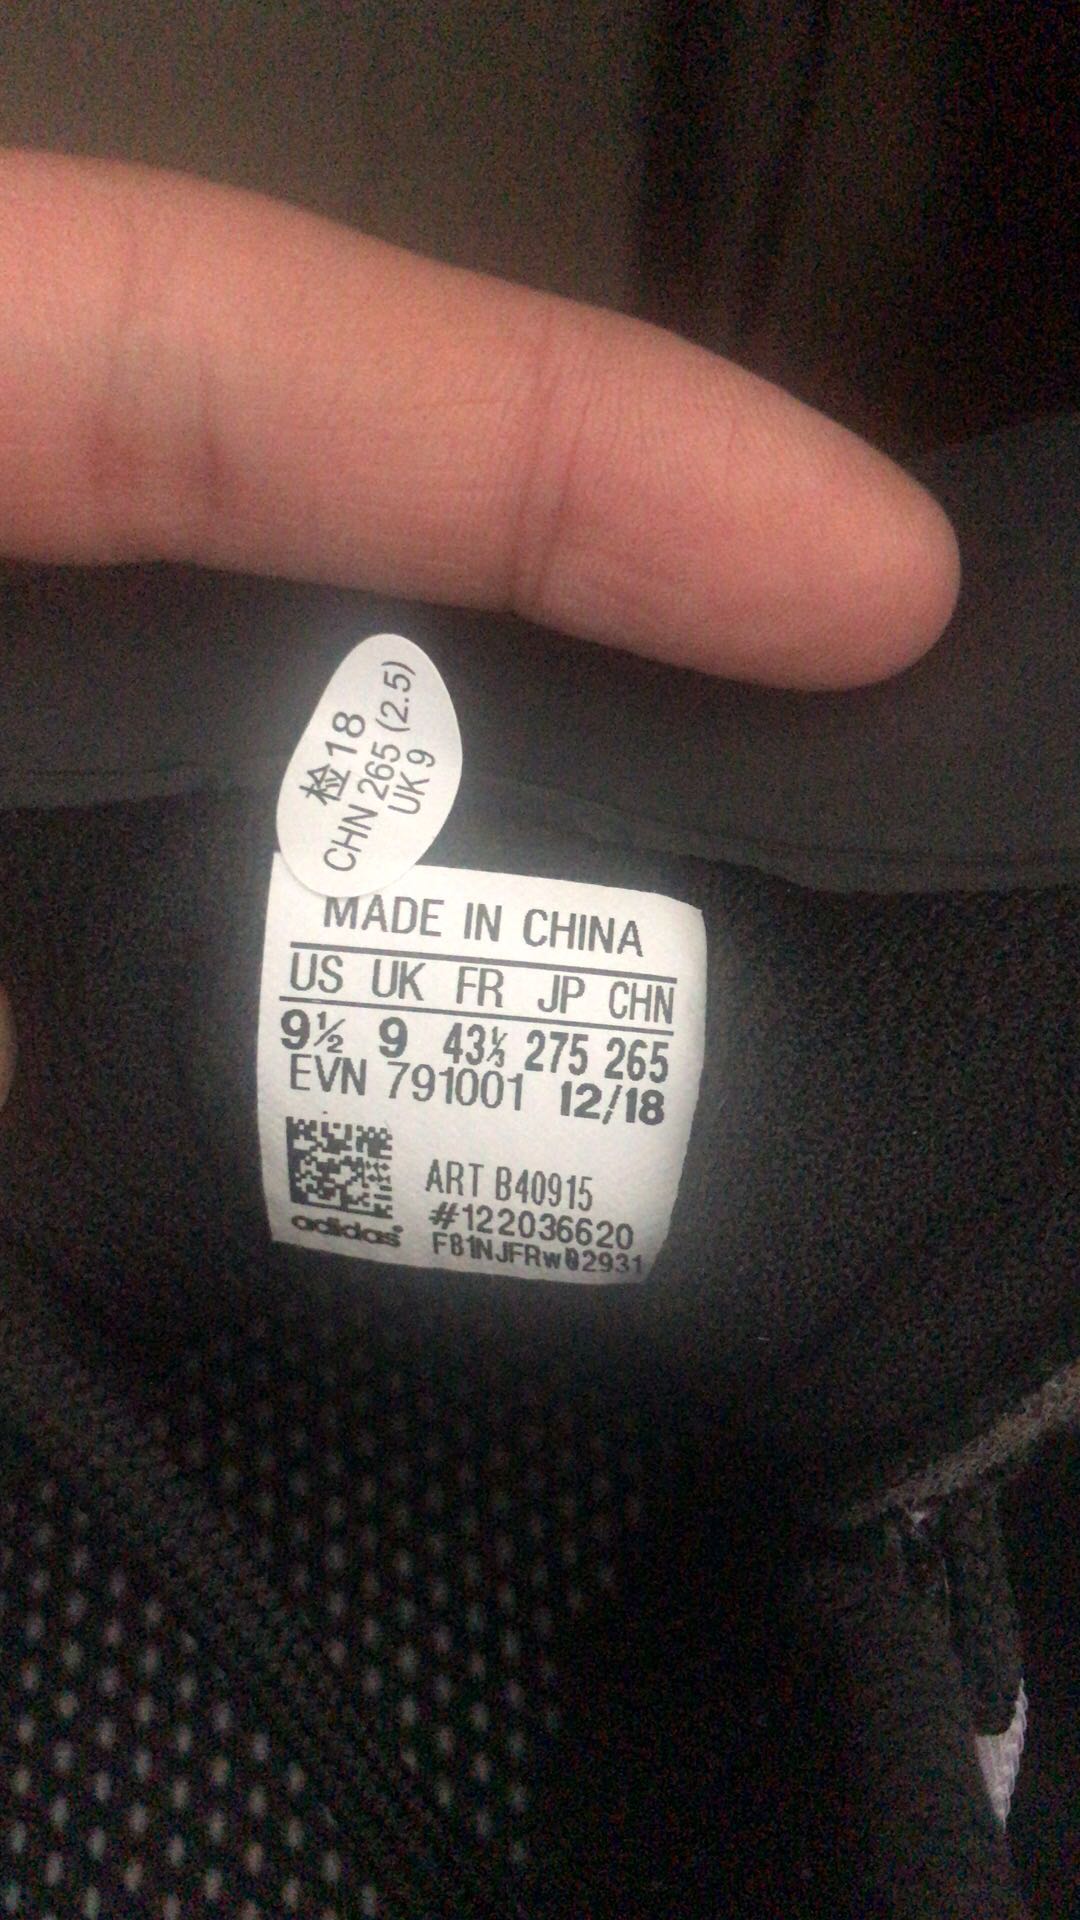 检18
CHN 265 (2.5)
UK 9
MADE IN CHINA
US UK FR JP CHN
9½ 9 43⅓ 275 265
EVN 791001 12/18
ART B40915
#122036620
adidas